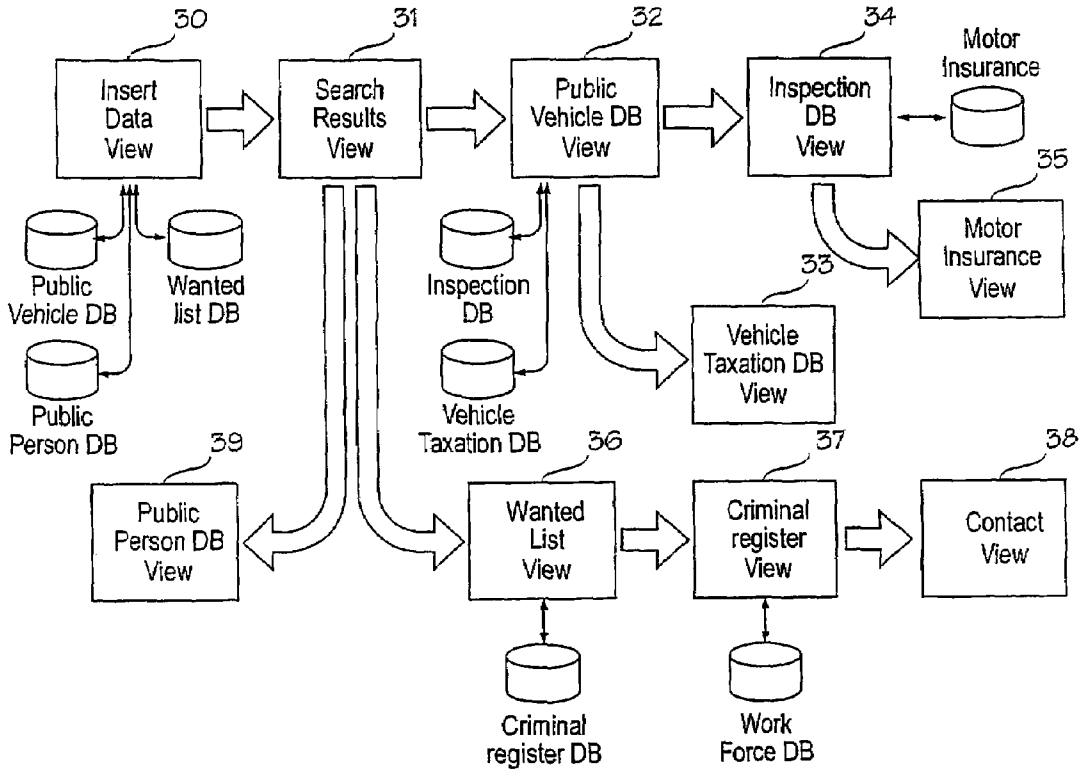 30
Insert
Data
View
31
Search
Results
View
32
Public
Vehicle DB
View
34
Inspection
DB
View
Motor
Insurance
35
Motor
Insurance
View
Public
Vehicle DB
Wanted
list DB
Public
Person DB
Inspection
DB
Vehicle
Taxation DB
33
Vehicle
Taxation DB
View
39
Public
Person DB
View
36
Wanted
List
View
37
Criminal
register
View
38
Contact
View
Criminal
register DB
Work
Force DB